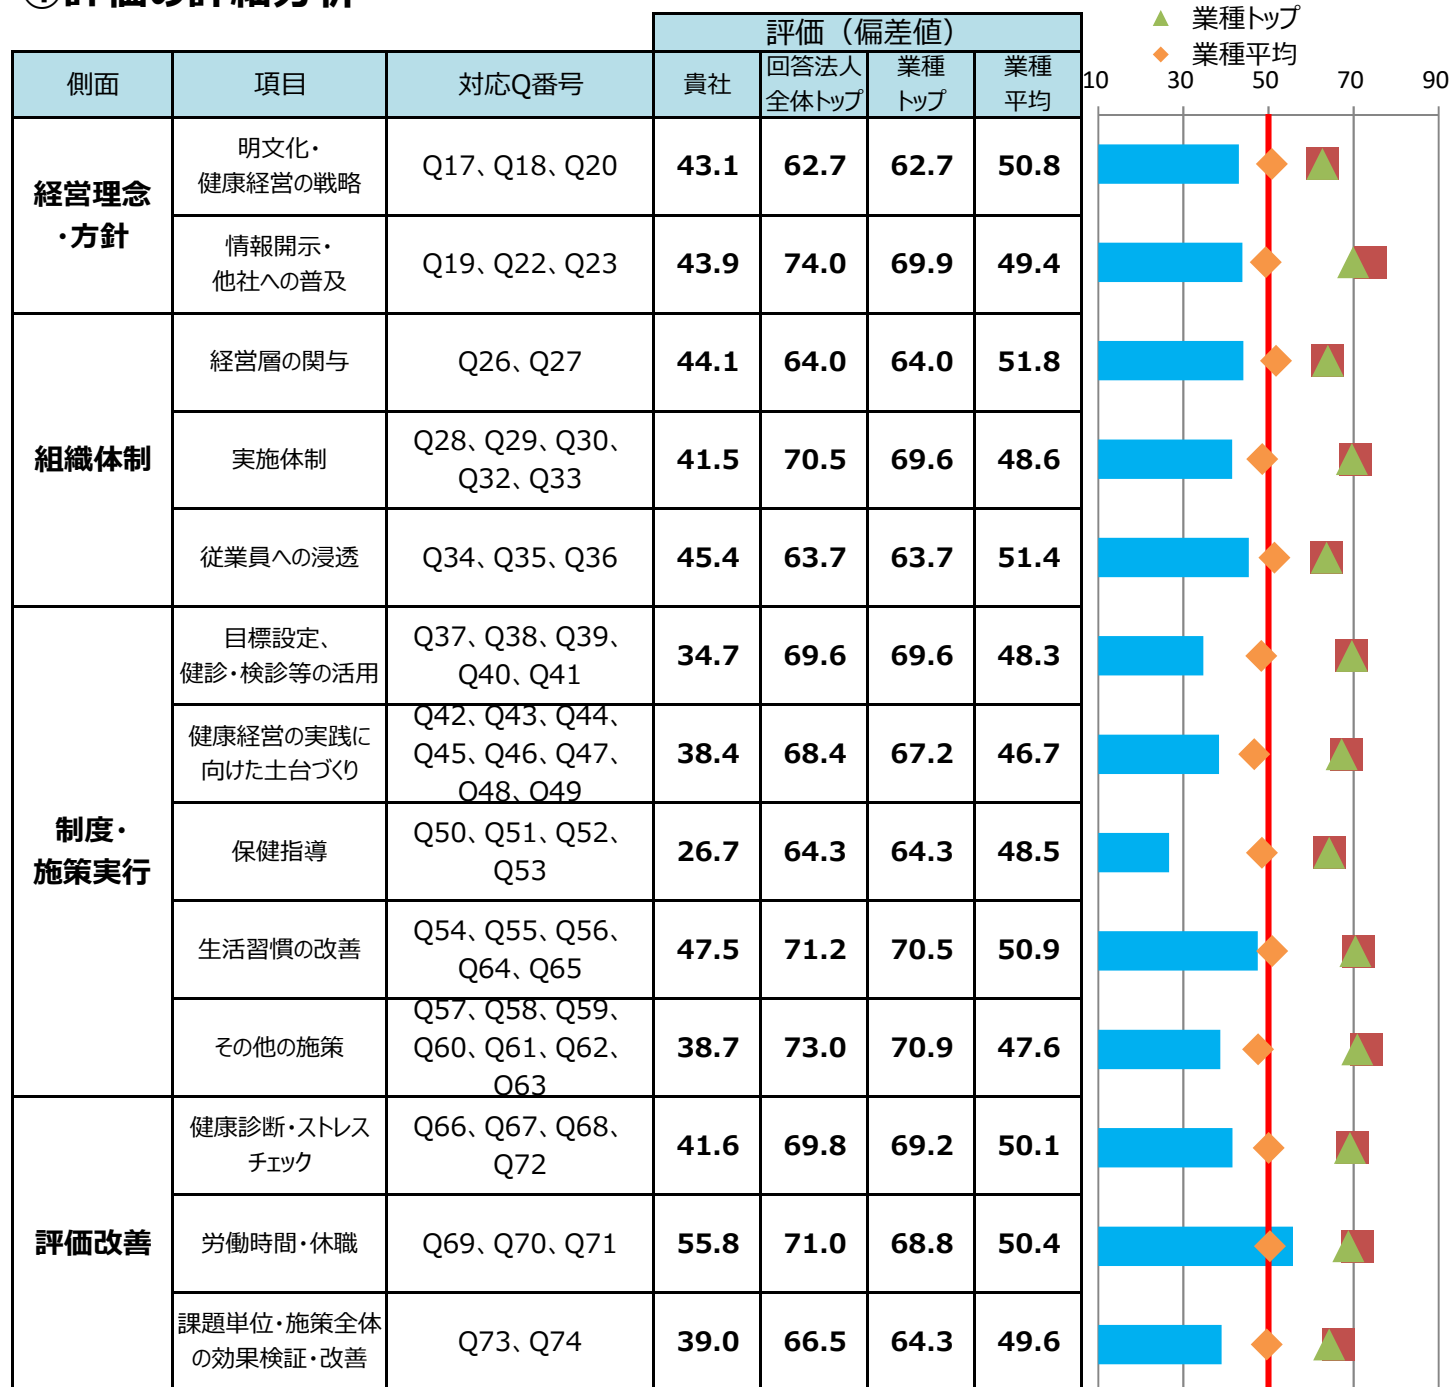 ①評価の詳細分析
▲ 業種トップ
◆ 業種平均
評価（偏差値）
側面 項目 対応Q番号 貴社 回答法人 業種 業種
全体トップ トップ 平均
10 30 50 70 90
経営理念
・方針
明文化・
健康経営の戦略
Q17、Q18、Q20 43.1 62.7 62.7 50.8
情報開示・
他社への普及
Q19、Q22、Q23 43.9 74.0 69.9 49.4
組織体制
経営層の関与 Q26、Q27 44.1 64.0 64.0 51.8
実施体制
Q28、Q29、Q30、
Q32、Q33
41.5 70.5 69.6 48.6
従業員への浸透 Q34、Q35、Q36 45.4 63.7 63.7 51.4
制度・
施策実行
目標設定、
健診・検診等の活用
Q37、Q38、Q39、
Q40、Q41
34.7 69.6 69.6 48.3
健康経営の実践に
向けた土台づくり
Q42、Q43、Q44、
Q45、Q46、Q47、
Q48、Q49
38.4 68.4 67.2 46.7
保健指導
Q50、Q51、Q52、
Q53
26.7 64.3 64.3 48.5
生活習慣の改善
Q54、Q55、Q56、
Q64、Q65
47.5 71.2 70.5 50.9
その他の施策
Q57、Q58、Q59、
Q60、Q61、Q62、
Q63
38.7 73.0 70.9 47.6
評価改善
健康診断・ストレス
チェック
Q66、Q67、Q68、
Q72
41.6 69.8 69.2 50.1
労働時間・休職 Q69、Q70、Q71 55.8 71.0 68.8 50.4
課題単位・施策全体
の効果検証・改善
Q73、Q74 39.0 66.5 64.3 49.6